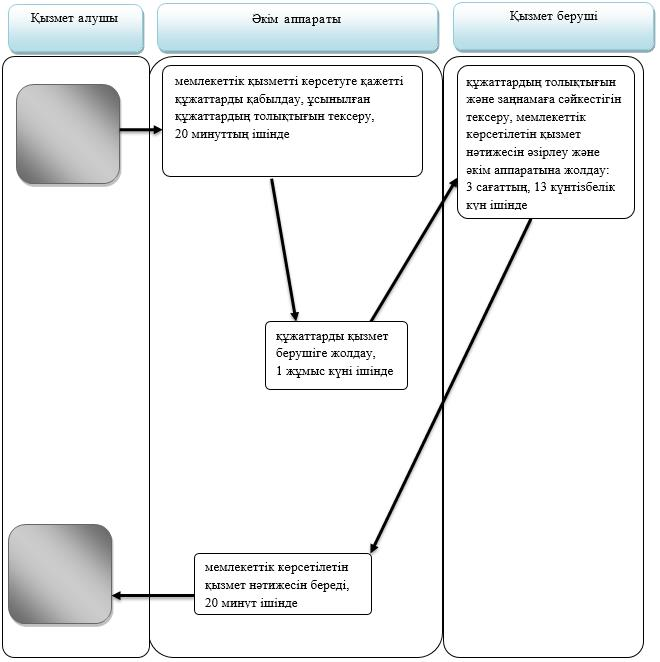 Қызмет алушы
Әкім аппараты
Қызмет беруші
мемлекеттік қызметті көрсетуге қажетті
құжаттарды қабылдау, ұсынылған
құжаттардың толықтығын тексеру,
20 минуттың ішінде
құжаттардың толықтығын
және заңнамаға сәйкестігін
тексеру, мемлекеттік
көрсетілетін қызмет
нәтижесін әзірлеу және
әкім аппаратына жолдау:
3 сағаттың, 13 күнтізбелік
күн ішінде
құжаттарды қызмет
берушіге жолдау,
1 жұмыс күні ішінде
мемлекеттік көрсетілетін
қызмет нәтижесін береді,
20 минут ішінде